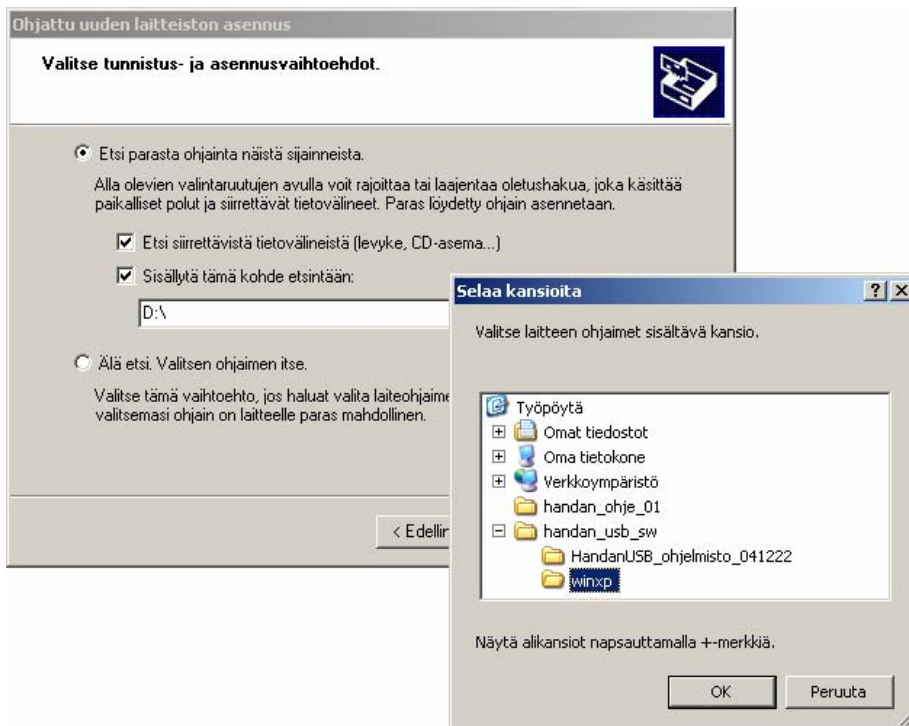 Ohjattu uuden laitteiston asennus
Valitse tunnistus- ja asennusvaihtoehdot.
Etsi parasta ohjainta näistä sijainneista.
Alla olevien valintaruutujen avulla voit rajoittaa tai laajentaa oletushakua, joka käsittää
paikalliset polut ja siirrettävät tietovälineet. Paras löydetty ohjain asennetaan.
Etsi siirrettävistä tietovälineistä (levyke, CD-asema...)
Sisällytä tämä kohde etsintään:
D:\
Älä etsi. Valitsen ohjaimen itse.
Valitse tämä vaihtoehto, jos haluat valita laiteohjaime
valitsemasi ohjain on laitteelle paras mahdollinen.
< Edellin
Selaa kansioita
Valitse laitteen ohjaimet sisältävä kansio.
Työpöytä
Omat tiedostot
Oma tietokone
Verkkoympäristö
handan_ohje_01
handan_usb_sw
HandanUSB_ohjelmisto_041222
winxp
Näytä alikansiot napsauttamalla +-merkkiä.
OK
Peruuta